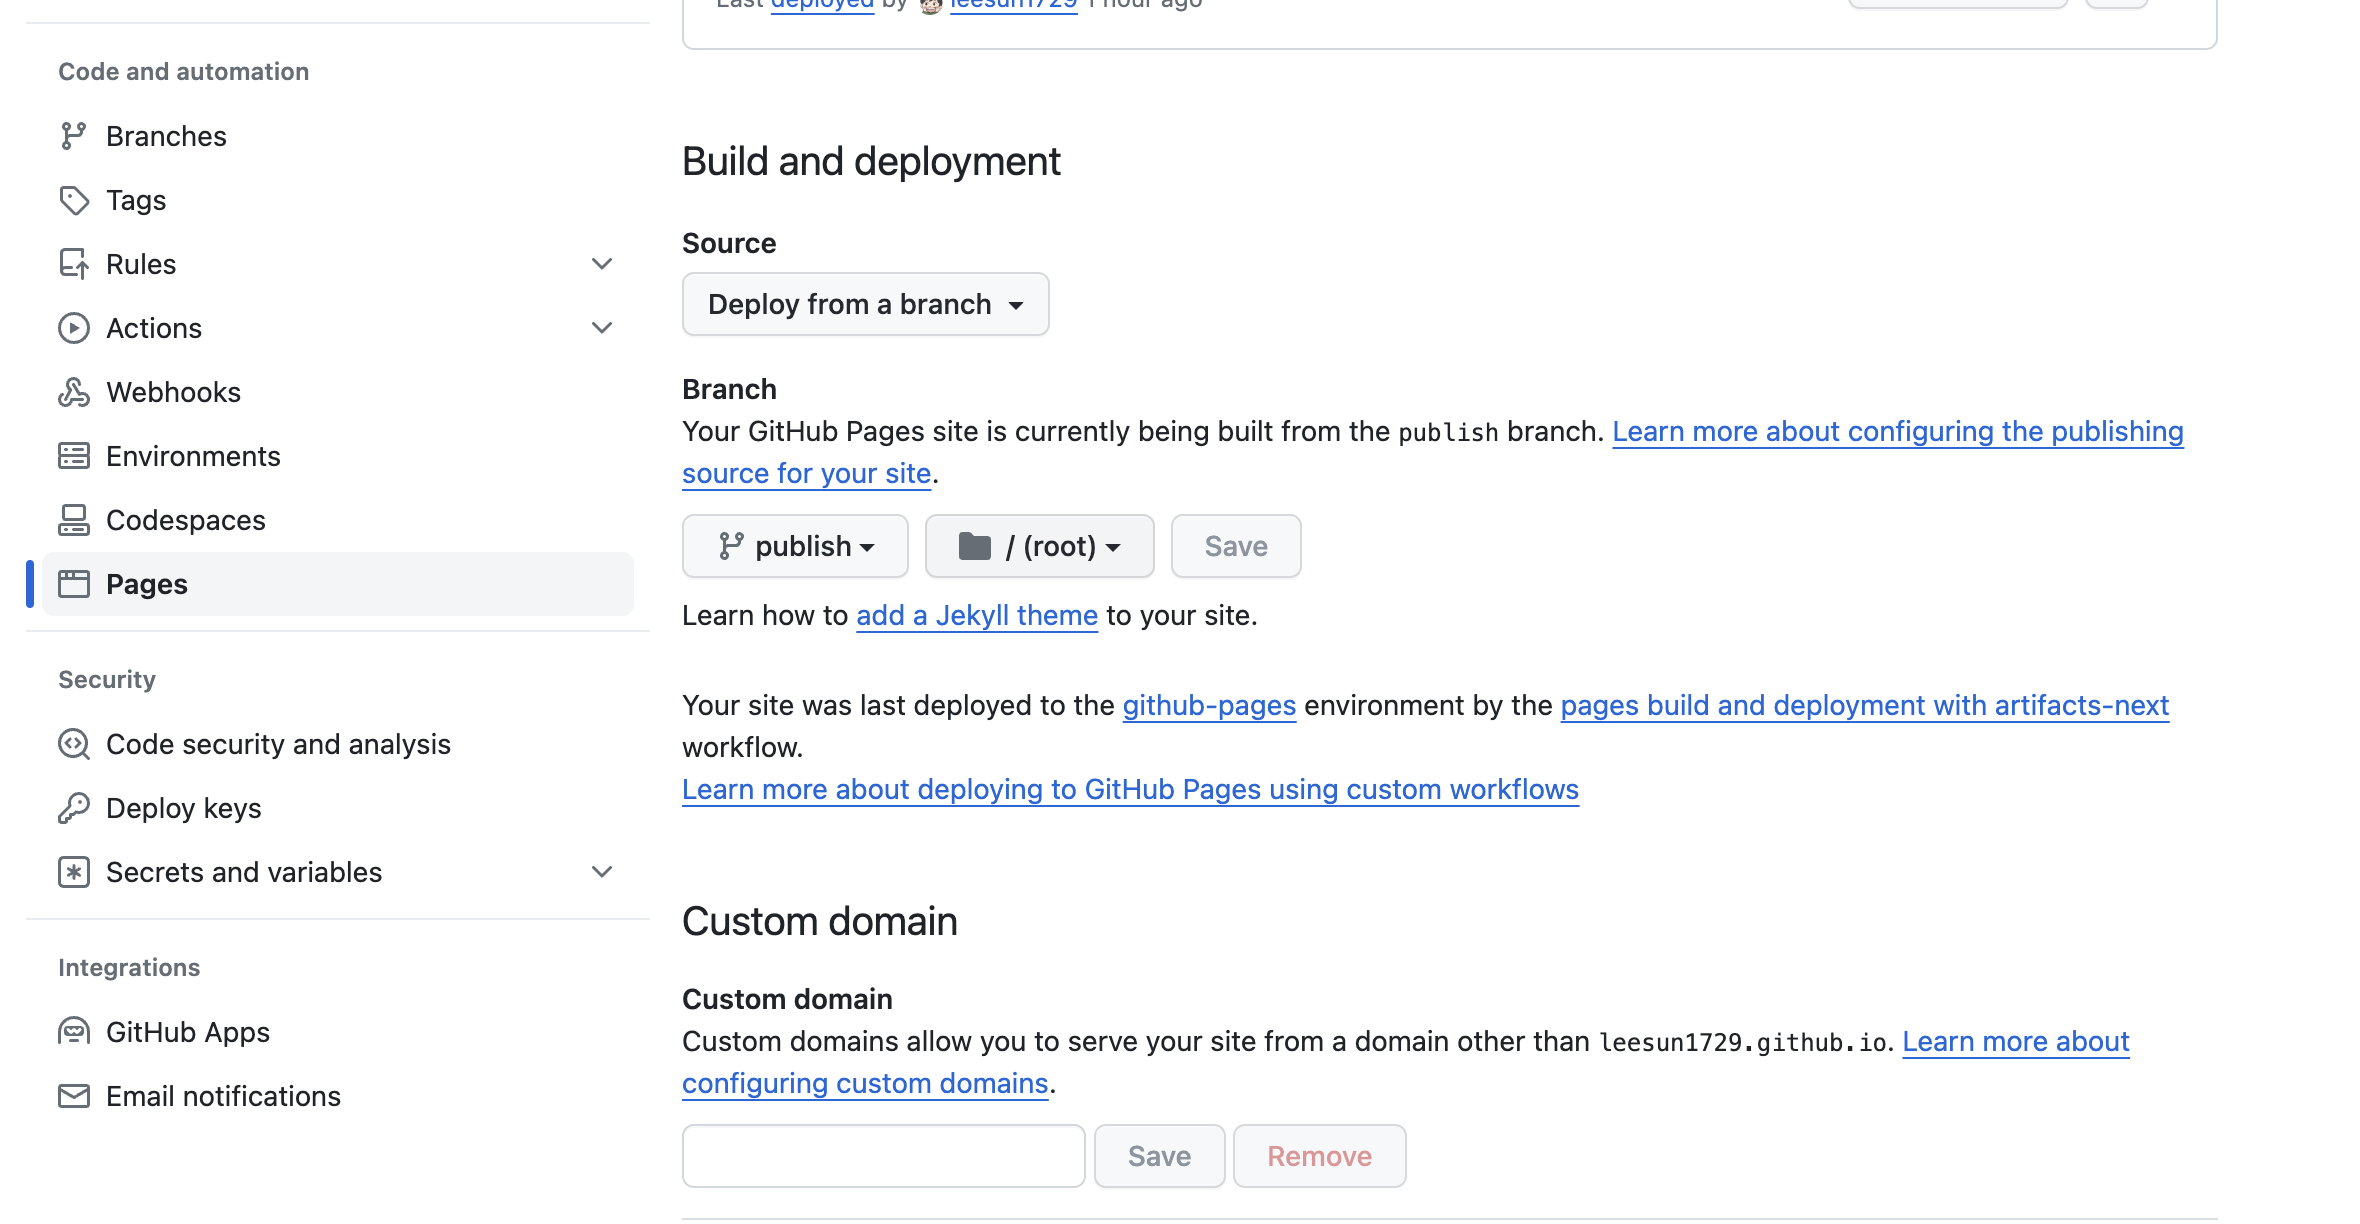 Last deployed by leesun1729 1 hour ago
Code and automation
Branches
Tags
Rules
Actions
Webhooks
Environments
Codespaces
Pages
Security
Code security and analysis
Deploy keys
Secrets and variables
Integrations
GitHub Apps
Email notifications
Build and deployment
Source
Deploy from a branch
Branch
Your GitHub Pages site is currently being built from the publish branch. Learn more about configuring the publishing
source for your site.
publish / (root) Save
Learn how to add a Jekyll theme to your site.
Your site was last deployed to the github-pages environment by the pages build and deployment with artifacts-next
workflow.
Learn more about deploying to GitHub Pages using custom workflows
Custom domain
Custom domain
Custom domains allow you to serve your site from a domain other than leesun1729.github.io. Learn more about
configuring custom domains.
Save Remove